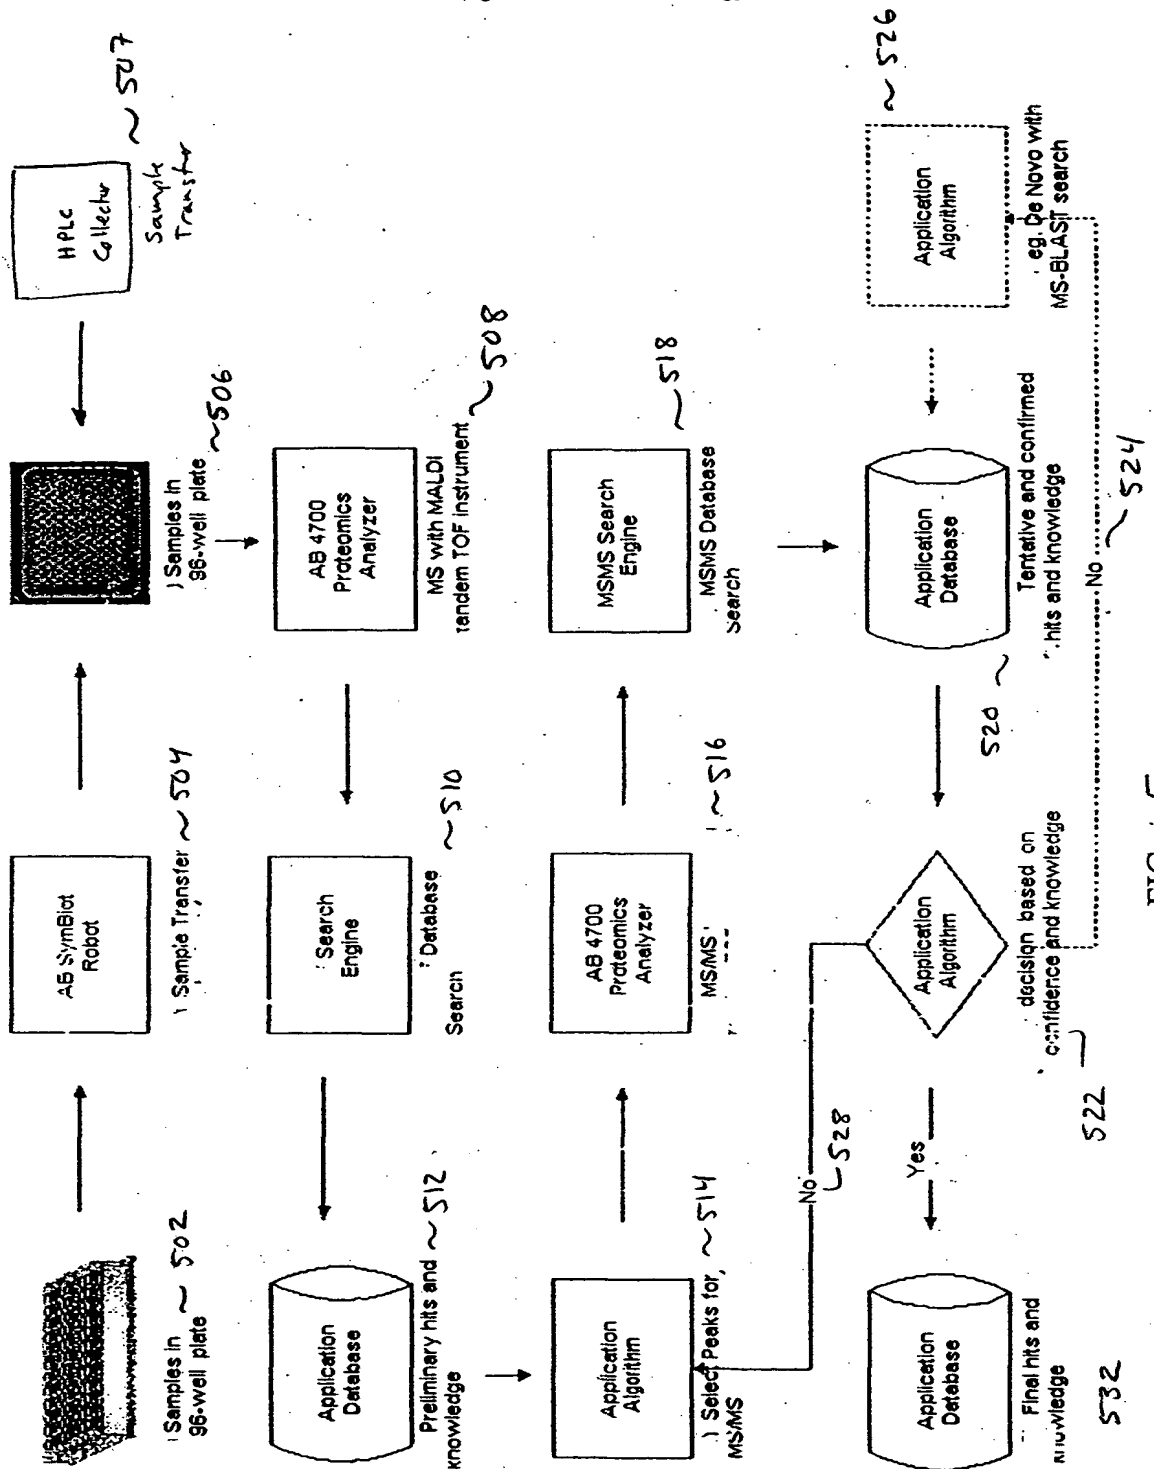 Samples in ~ 502
96-well plate
AB SymBiot
Robot
Sample Transfer ~ 504
Samples in
96-well plate
~506
HPLC
Collector
~ 507
Sample
Transfer
AB 4700
Proteomics
Analyzer
MS with MALDI
tandem TOF instrument
~508
Search
Engine
Database
Search
~510
Application
Database
Preliminary hits and
knowledge
~512
Application
Algorithm
Select Peaks for,
MS/MS
~514
AB 4700
Proteomics
Analyzer
MS/MS
~516
MSMS Search
Engine
MSMS Database
Search
~518
Application
Algorithm
~ 526
eg. De Novo with
MS-BLAST search
Application
Database
Tentative and confirmed
hits and knowledge
520 ~
Application
Algorithm
decision based on
confidence and knowledge
522
No
~ 524
No
528
Yes
Application
Database
Final hits and
knowledge
532